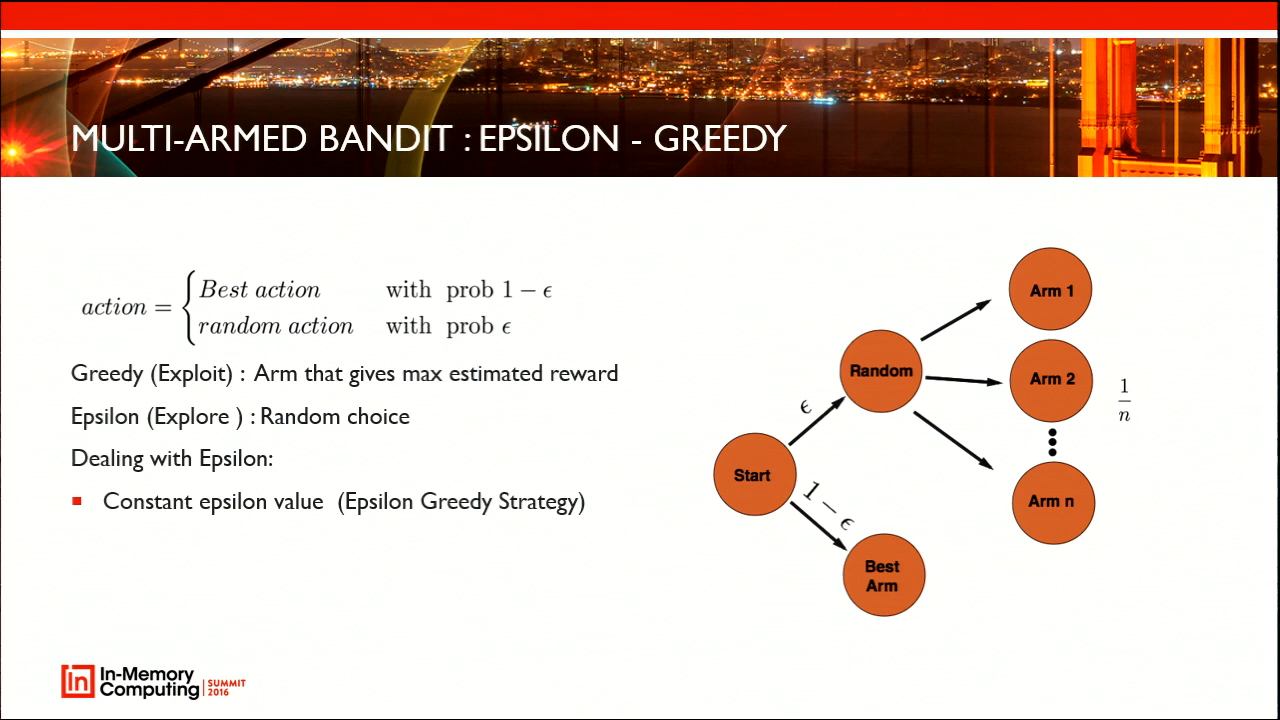 MULTI-ARMED BANDIT : EPSILON - GREEDY
action = { Best action with prob 1 − ϵ
random action with prob ϵ
Greedy (Exploit) : Arm that gives max estimated reward
Epsilon (Explore ) : Random choice
Dealing with Epsilon:
▪ Constant epsilon value (Epsilon Greedy Strategy)
Start
ϵ
1 − ϵ
Random
Best
Arm
Arm 1
Arm 2
Arm n
1
n
in
In-Memory
Computing
SUMMIT
2016